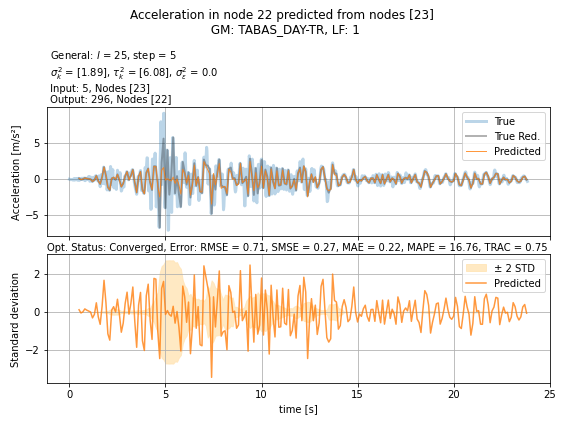 Acceleration in node 22 predicted from nodes [23]
GM: TABAS_DAY-TR, LF: 1
General: l = 25, step = 5
σ²ₖ = [1.89], τ²ₖ = [6.08], σ²ε = 0.0
Input: 5, Nodes [23]
Output: 296, Nodes [22]
Acceleration [m/s²]
5
0
−5
True
True Red.
Predicted
Opt. Status: Converged, Error: RMSE = 0.71, SMSE = 0.27, MAE = 0.22, MAPE = 16.76, TRAC = 0.75
Standard deviation
2
0
−2
± 2 STD
Predicted
0 5 10 15 20 25
time [s]